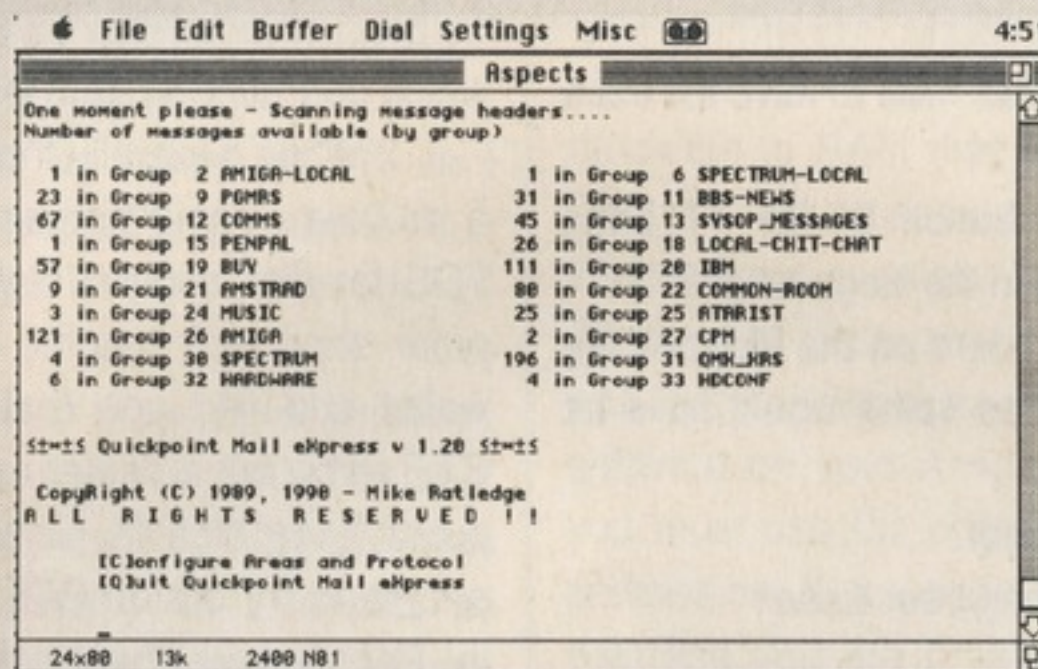 File Edit Buffer Dial Settings Misc 4:5
Aspects
One moment please - Scanning message headers....
Number of messages available (by group)
1 in Group 2 AMIGA-LOCAL 1 in Group 6 SPECTRUM-LOCAL
23 in Group 9 PGMRS 31 in Group 11 BBS-NEWS
67 in Group 12 COMMS 45 in Group 13 SYSOP_MESSAGES
1 in Group 15 PENPAL 26 in Group 18 LOCAL-CHIT-CHAT
57 in Group 19 BUY 111 in Group 20 IBM
9 in Group 21 AMSTRAD 80 in Group 22 COMMON-ROOM
3 in Group 24 MUSIC 25 in Group 25 ATARIST
121 in Group 26 AMIGA 2 in Group 27 CPM
4 in Group 30 SPECTRUM 196 in Group 31 QMX_XRS
6 in Group 32 HARDWARE 4 in Group 33 HDCONF
Quickpoint Mail eXpress v 1.20
CopyRight (C) 1989, 1990 - Mike Ratledge
ALL RIGHTS RESERVED !!
[C]onfigure Areas and Protocol
[Q]uit Quickpoint Mail eXpress
24x80 13k 2400 N81